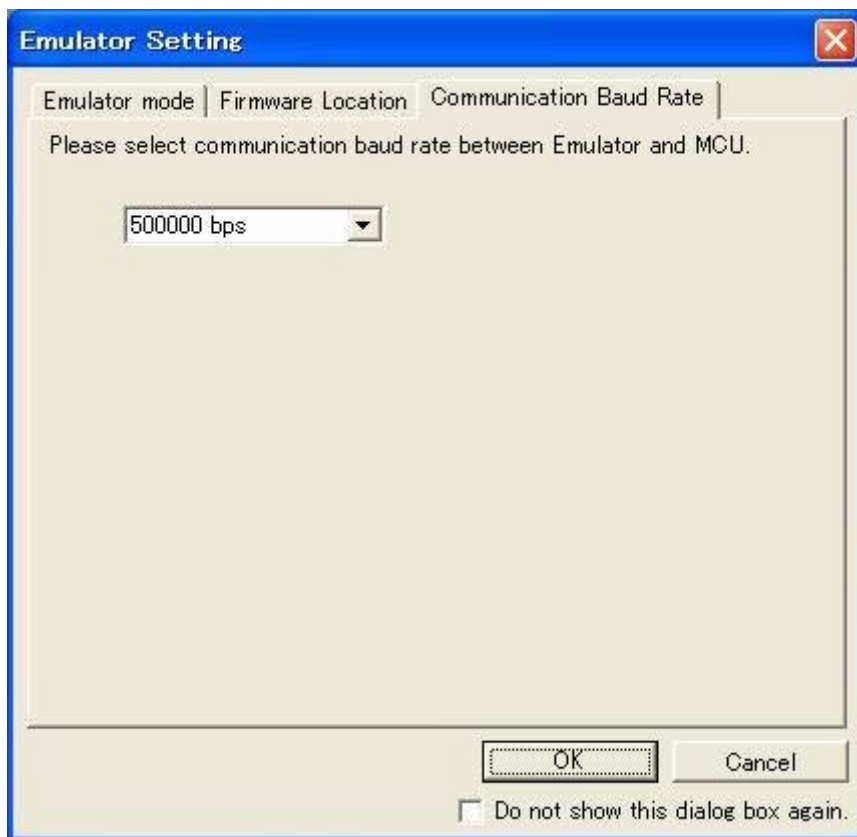 Emulator Setting
Emulator mode Firmware Location Communication Baud Rate
Please select communication baud rate between Emulator and MCU.
500000 bps
OK Cancel
Do not show this dialog box again.